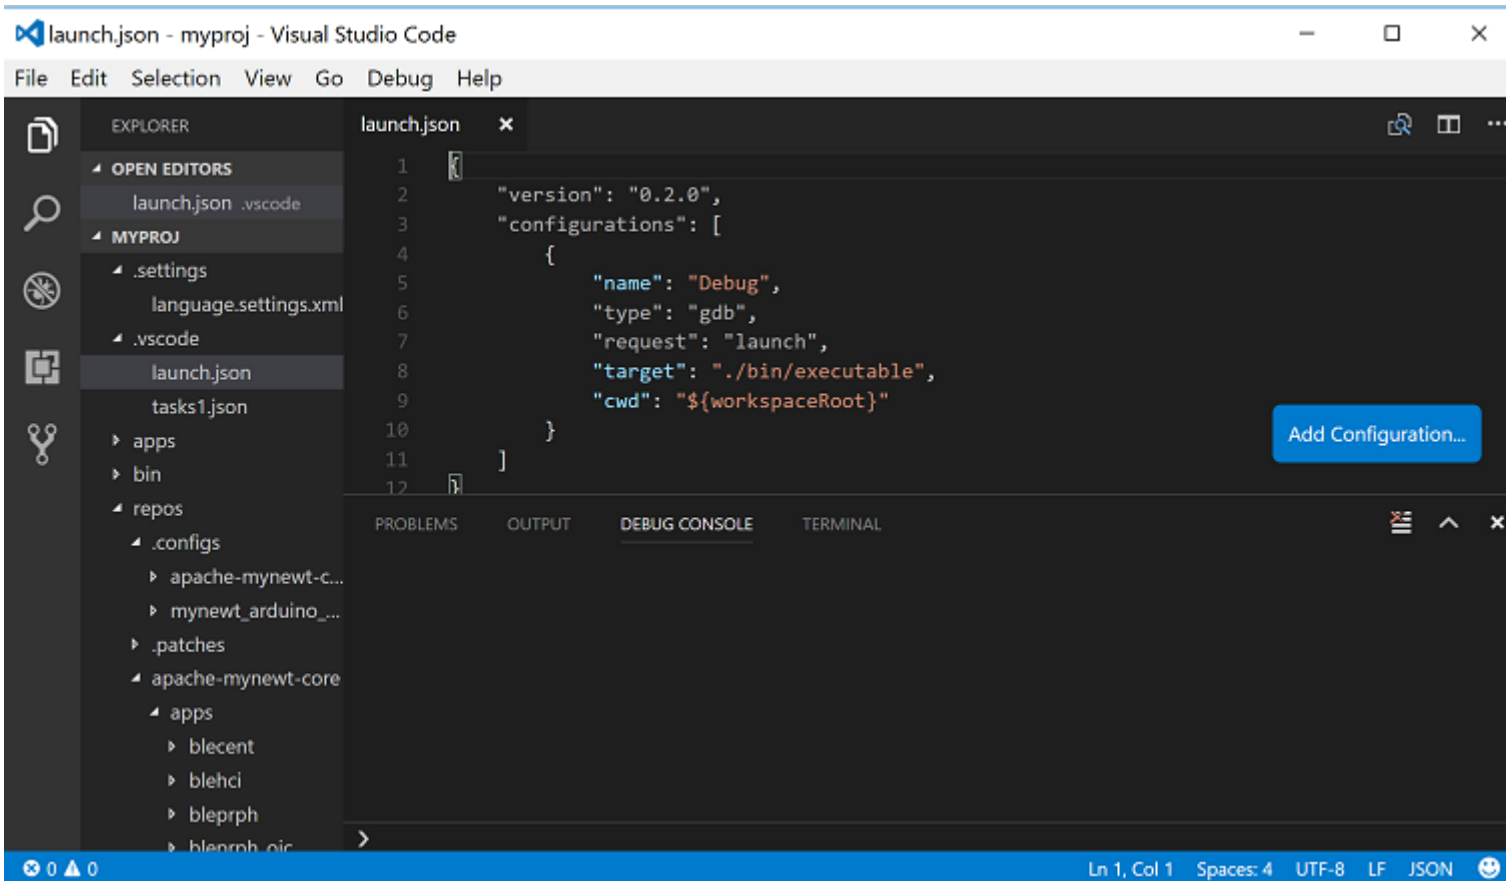 launch.json - myproj - Visual Studio Code
File Edit Selection View Go Debug Help
EXPLORER
OPEN EDITORS
launch.json .vscode
MYPROJ
.settings
language.settings.xml
.vscode
launch.json
tasks1.json
apps
bin
repos
.configs
apache-mynewt-c...
mynewt_arduino_...
.patches
apache-mynewt-core
apps
blecent
blehci
bleprph
bleprph_oic
launch.json
1 {
2 "version": "0.2.0",
3 "configurations": [
4 {
5 "name": "Debug",
6 "type": "gdb",
7 "request": "launch",
8 "target": "./bin/executable",
9 "cwd": "${workspaceRoot}"
10 }
11 ]
12 }
Add Configuration...
PROBLEMS OUTPUT DEBUG CONSOLE TERMINAL
0 0 Ln 1, Col 1 Spaces: 4 UTF-8 LF JSON